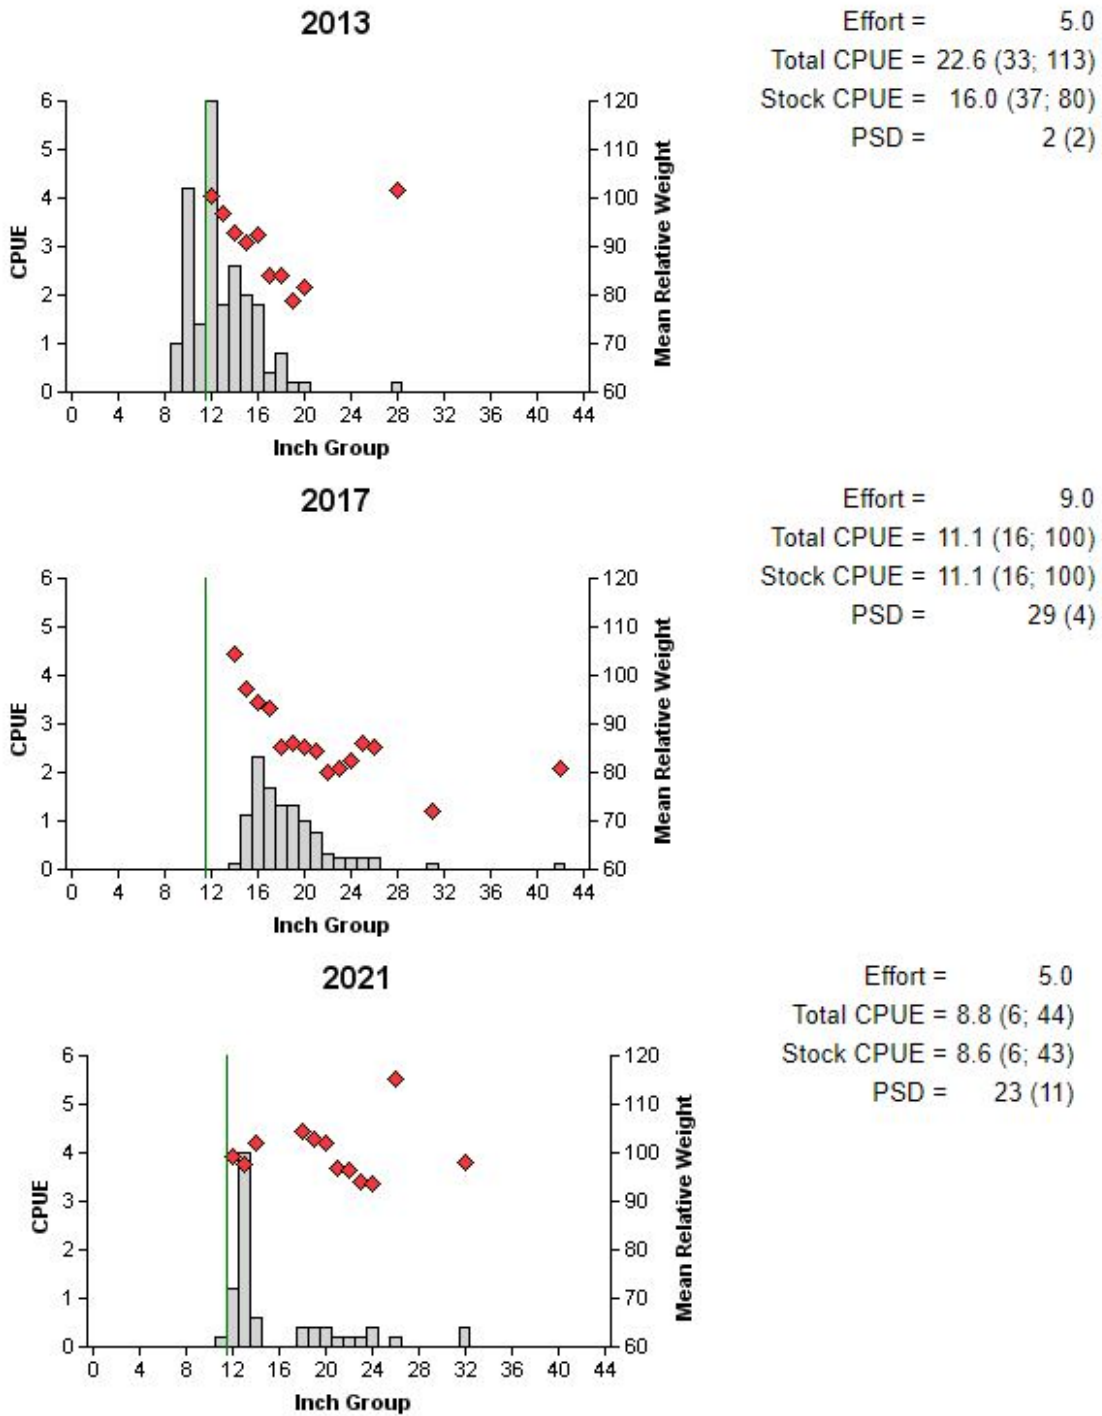 2013
Effort = 5.0
Total CPUE = 22.6 (33; 113)
Stock CPUE = 16.0 (37; 80)
PSD = 2 (2)
6 120
5 110
4 100
3 90
2 80
1 70
0 60
CPUE
Mean Relative Weight
0 4 8 12 16 20 24 28 32 36 40 44
Inch Group
2017
Effort = 9.0
Total CPUE = 11.1 (16; 100)
Stock CPUE = 11.1 (16; 100)
PSD = 29 (4)
6 120
5 110
4 100
3 90
2 80
1 70
0 60
CPUE
Mean Relative Weight
0 4 8 12 16 20 24 28 32 36 40 44
Inch Group
2021
Effort = 5.0
Total CPUE = 8.8 (6; 44)
Stock CPUE = 8.6 (6; 43)
PSD = 23 (11)
6 120
5 110
4 100
3 90
2 80
1 70
0 60
CPUE
Mean Relative Weight
0 4 8 12 16 20 24 28 32 36 40 44
Inch Group